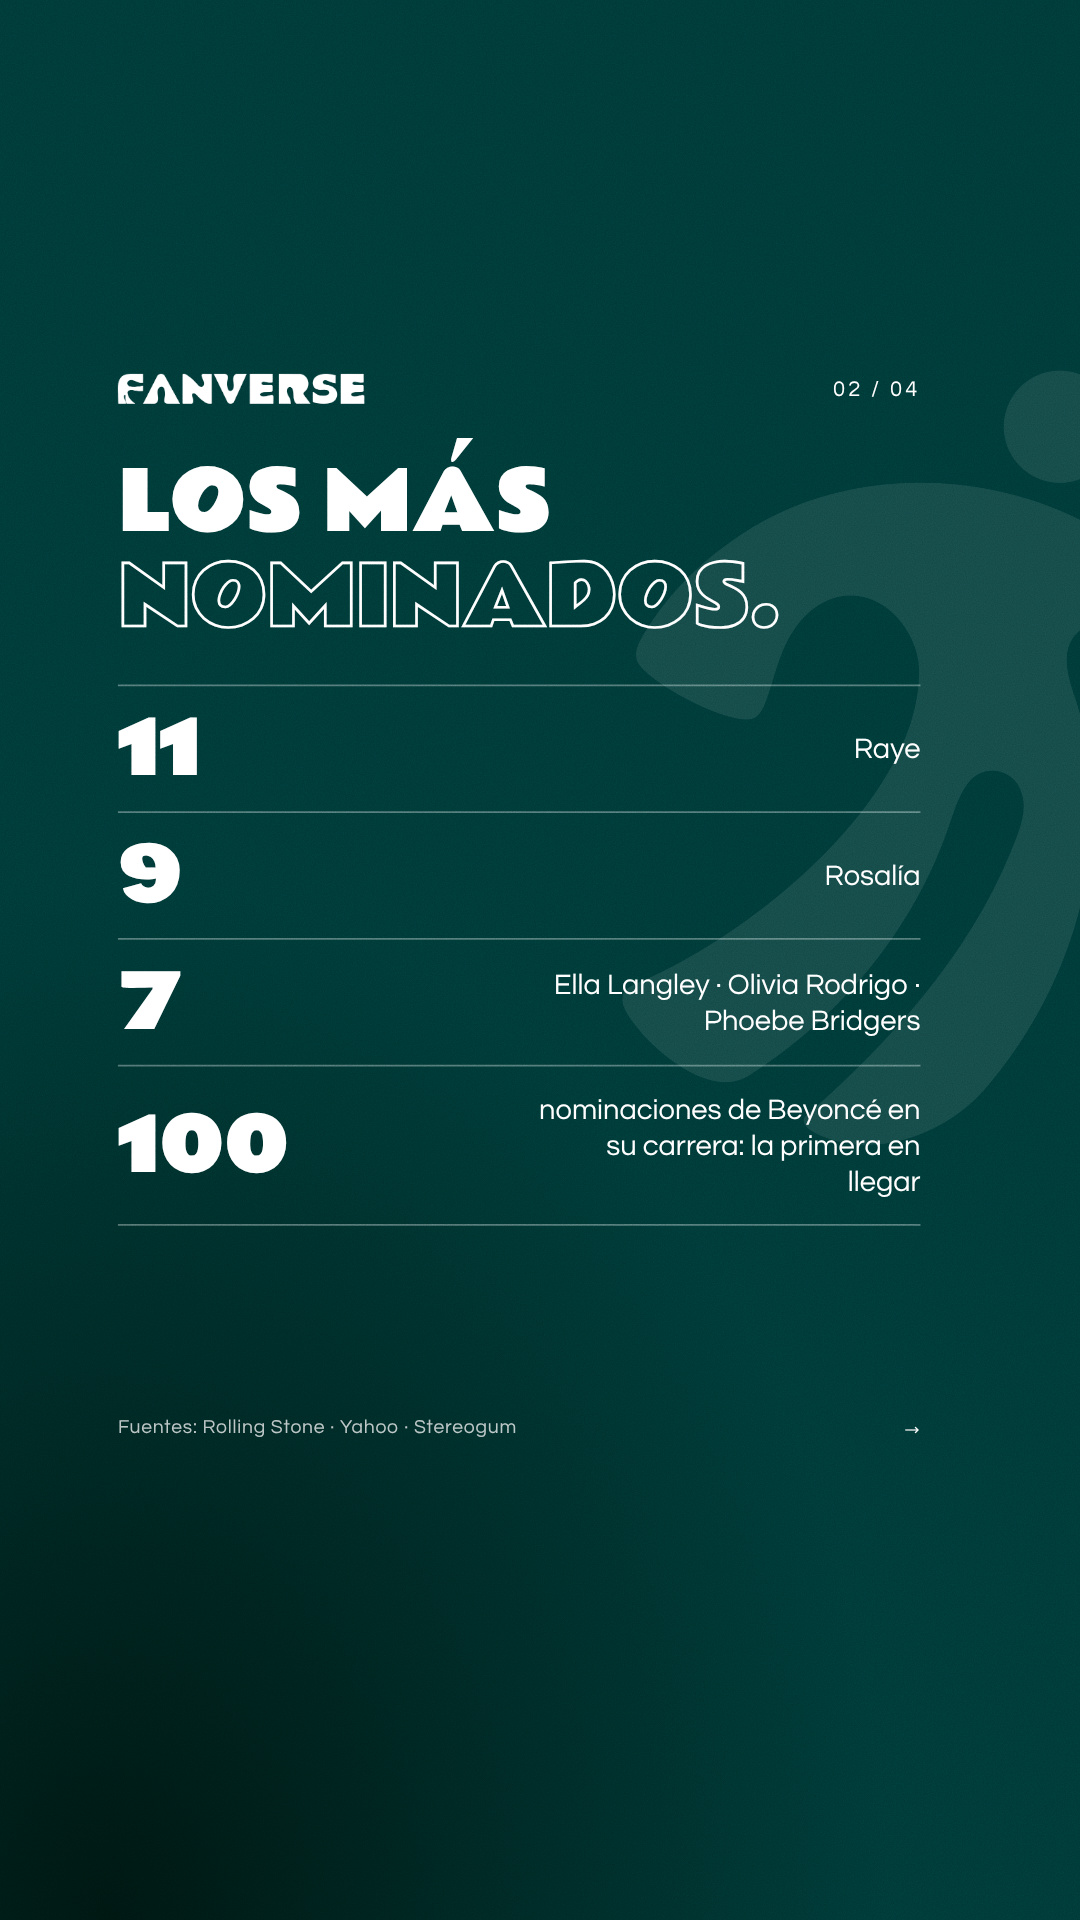 FANVERSE
02 / 04
LOS MÁS
NOMINADOS.
11
Raye
9
Rosalía
7
Ella Langley · Olivia Rodrigo ·
Phoebe Bridgers
100
nominaciones de Beyoncé en
su carrera: la primera en
llegar
Fuentes: Rolling Stone · Yahoo · Stereogum
→